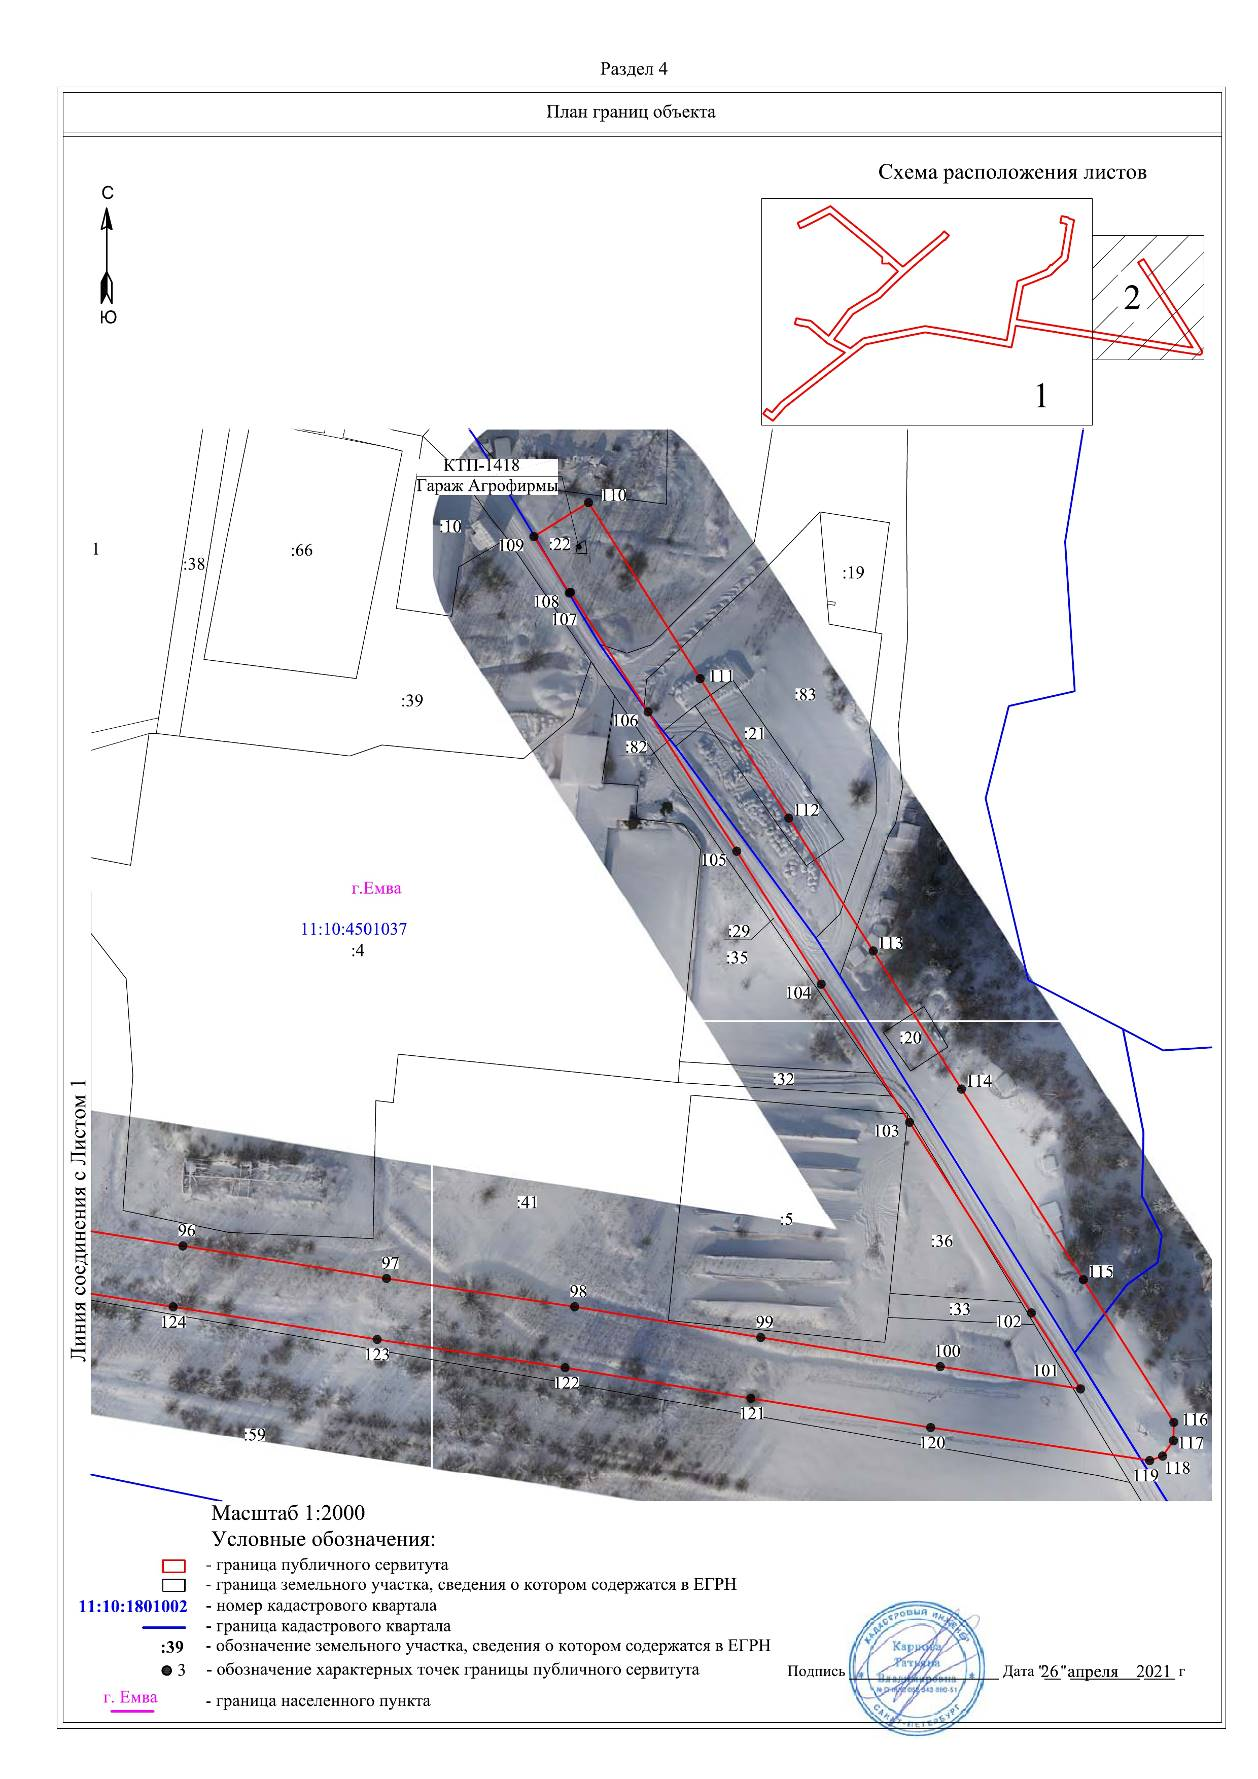 Раздел 4
План границ объекта
Схема расположения листов
С
Ю
2
1
КТП-1418
Гараж Агрофирмы
110
:10
109
:22
1
:38
:66
:19
108
107
111
:83
:39
106
:21
:82
112
105
г.Емва
11:10:4501037
:4
:29
:35
113
104
:20
:32
114
103
Линия соединения с Листом 1
:41
:5
96
:36
97
115
98
:33
99
102
124
123
100
122
101
121
116
:59
120
117
118
119
Масштаб 1:2000
Условные обозначения:
- граница публичного сервитута
- граница земельного участка, сведения о котором содержатся в ЕГРН
11:10:1801002 - номер кадастрового квартала
- граница кадастрового квартала
:39 - обозначение земельного участка, сведения о котором содержатся в ЕГРН
3 - обозначение характерных точек границы публичного сервитута
г. Емва - граница населенного пункта
Подпись Дата "26" апреля 2021 г
КАДАСТРОВЫЙ ИНЖЕНЕР
Татьяна
Владимировна
САНКТ-ПЕТЕРБУРГ